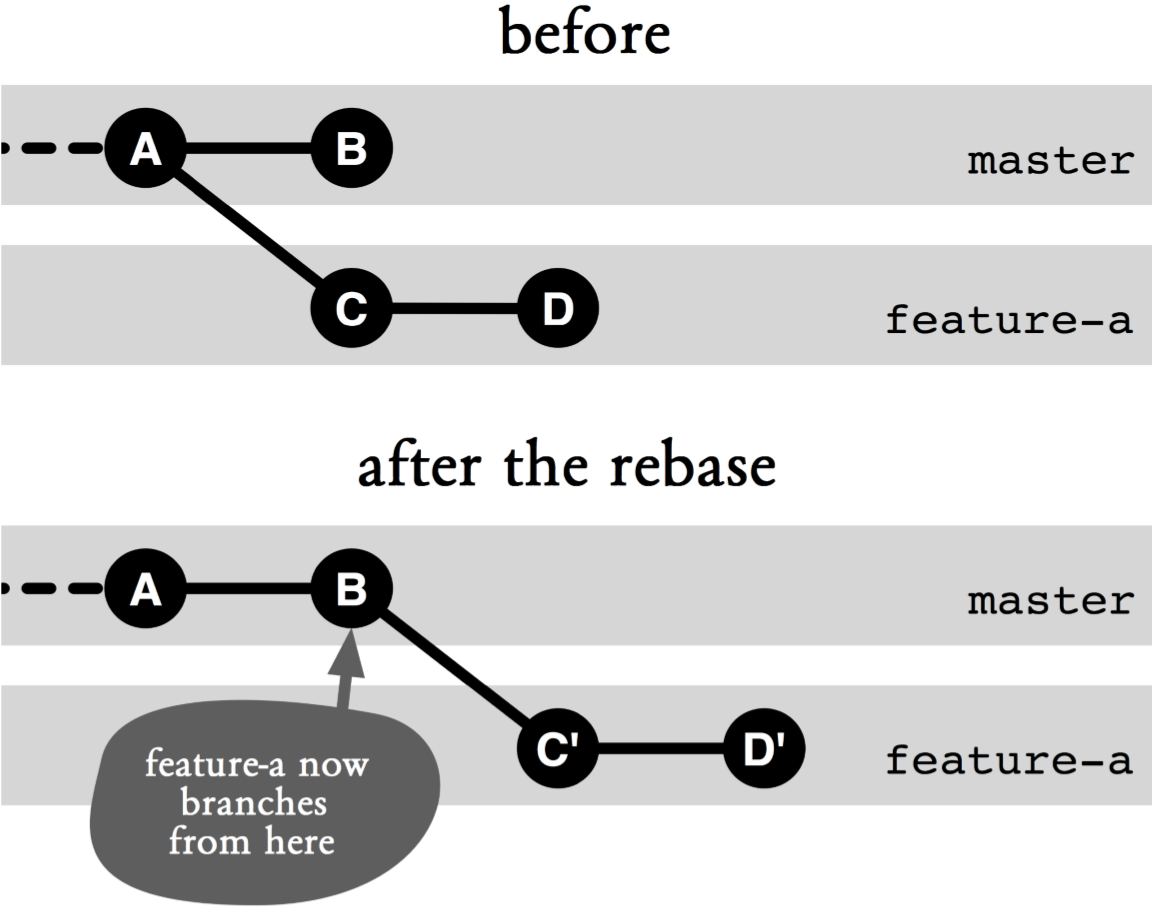 before
A B
master
C D
feature-a
after the rebase
A B
master
C' D'
feature-a
feature-a now
branches
from here